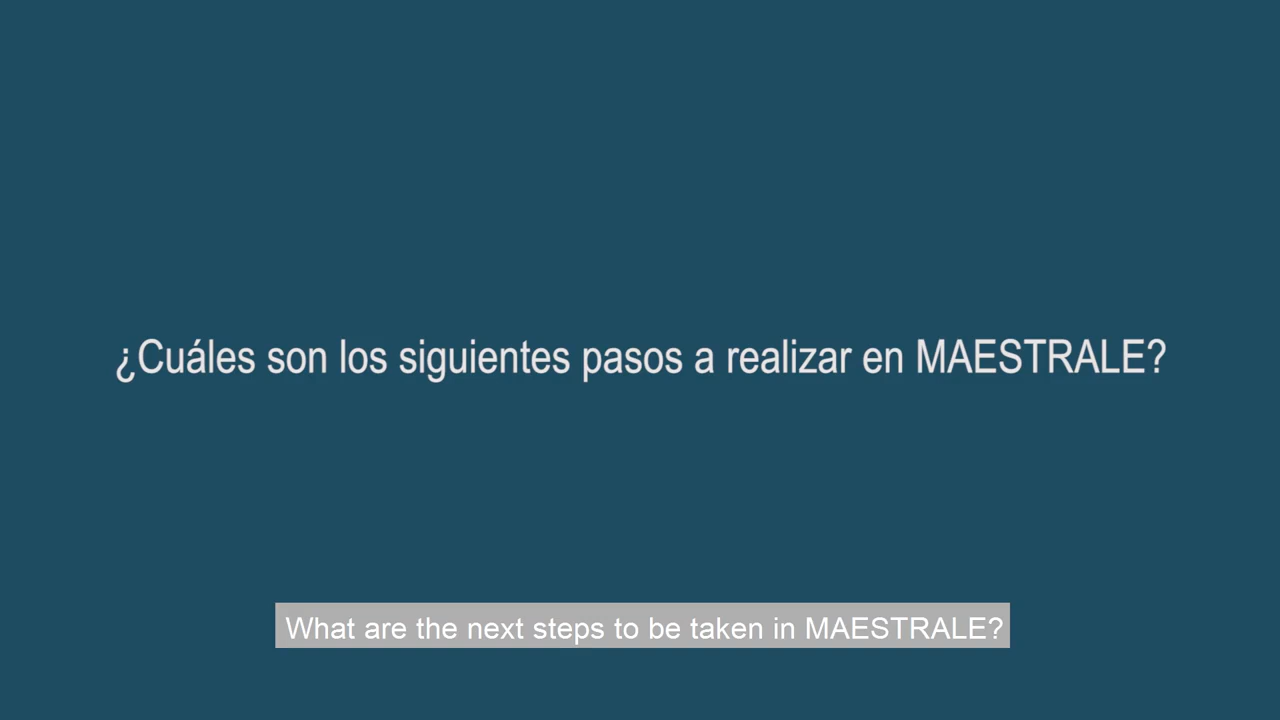 ¿Cuáles son los siguientes pasos a realizar en MAESTRALE?
What are the next steps to be taken in MAESTRALE?